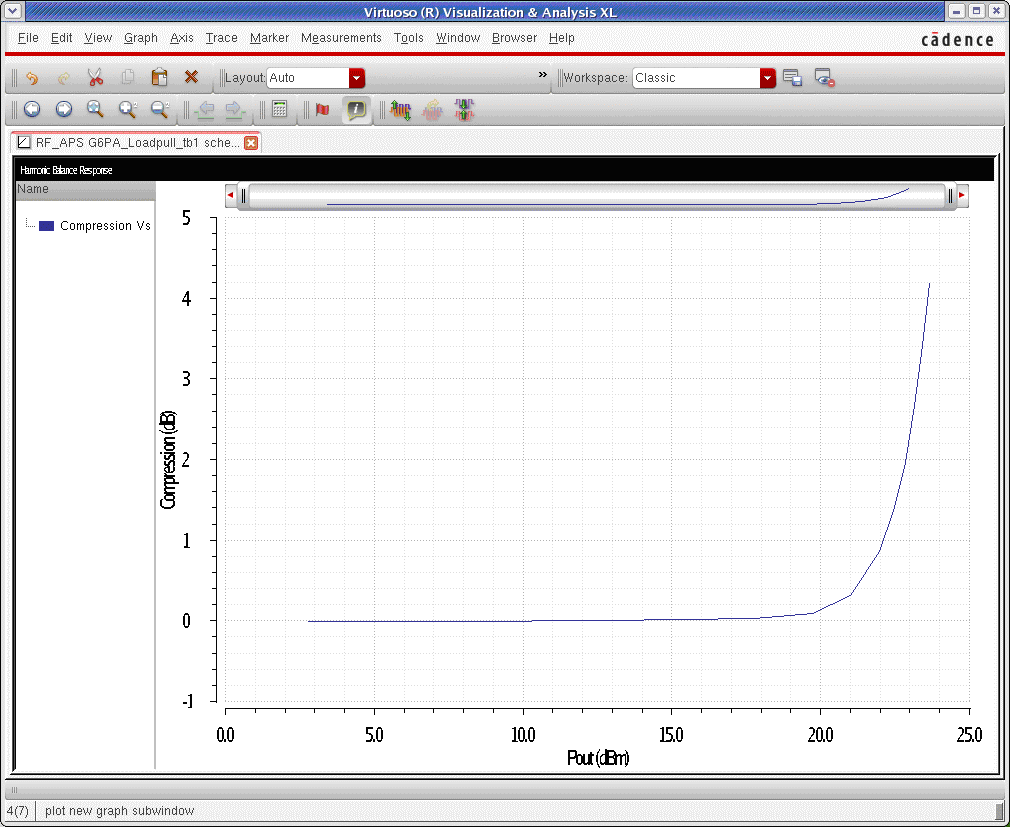 Virtuoso (R) Visualization & Analysis XL
File Edit View Graph Axis Trace Marker Measurements Tools Window Browser Help
cādence
Layout: Auto » Workspace: Classic
RF_APS G6PA_Loadpull_tb1 sche...
Harmonic Balance Response
Name
Compression Vs
5
4
3
2
1
0
-1
Compression (dB)
0.0 5.0 10.0 15.0 20.0 25.0
Pout (dBm)
4(7) plot new graph subwindow